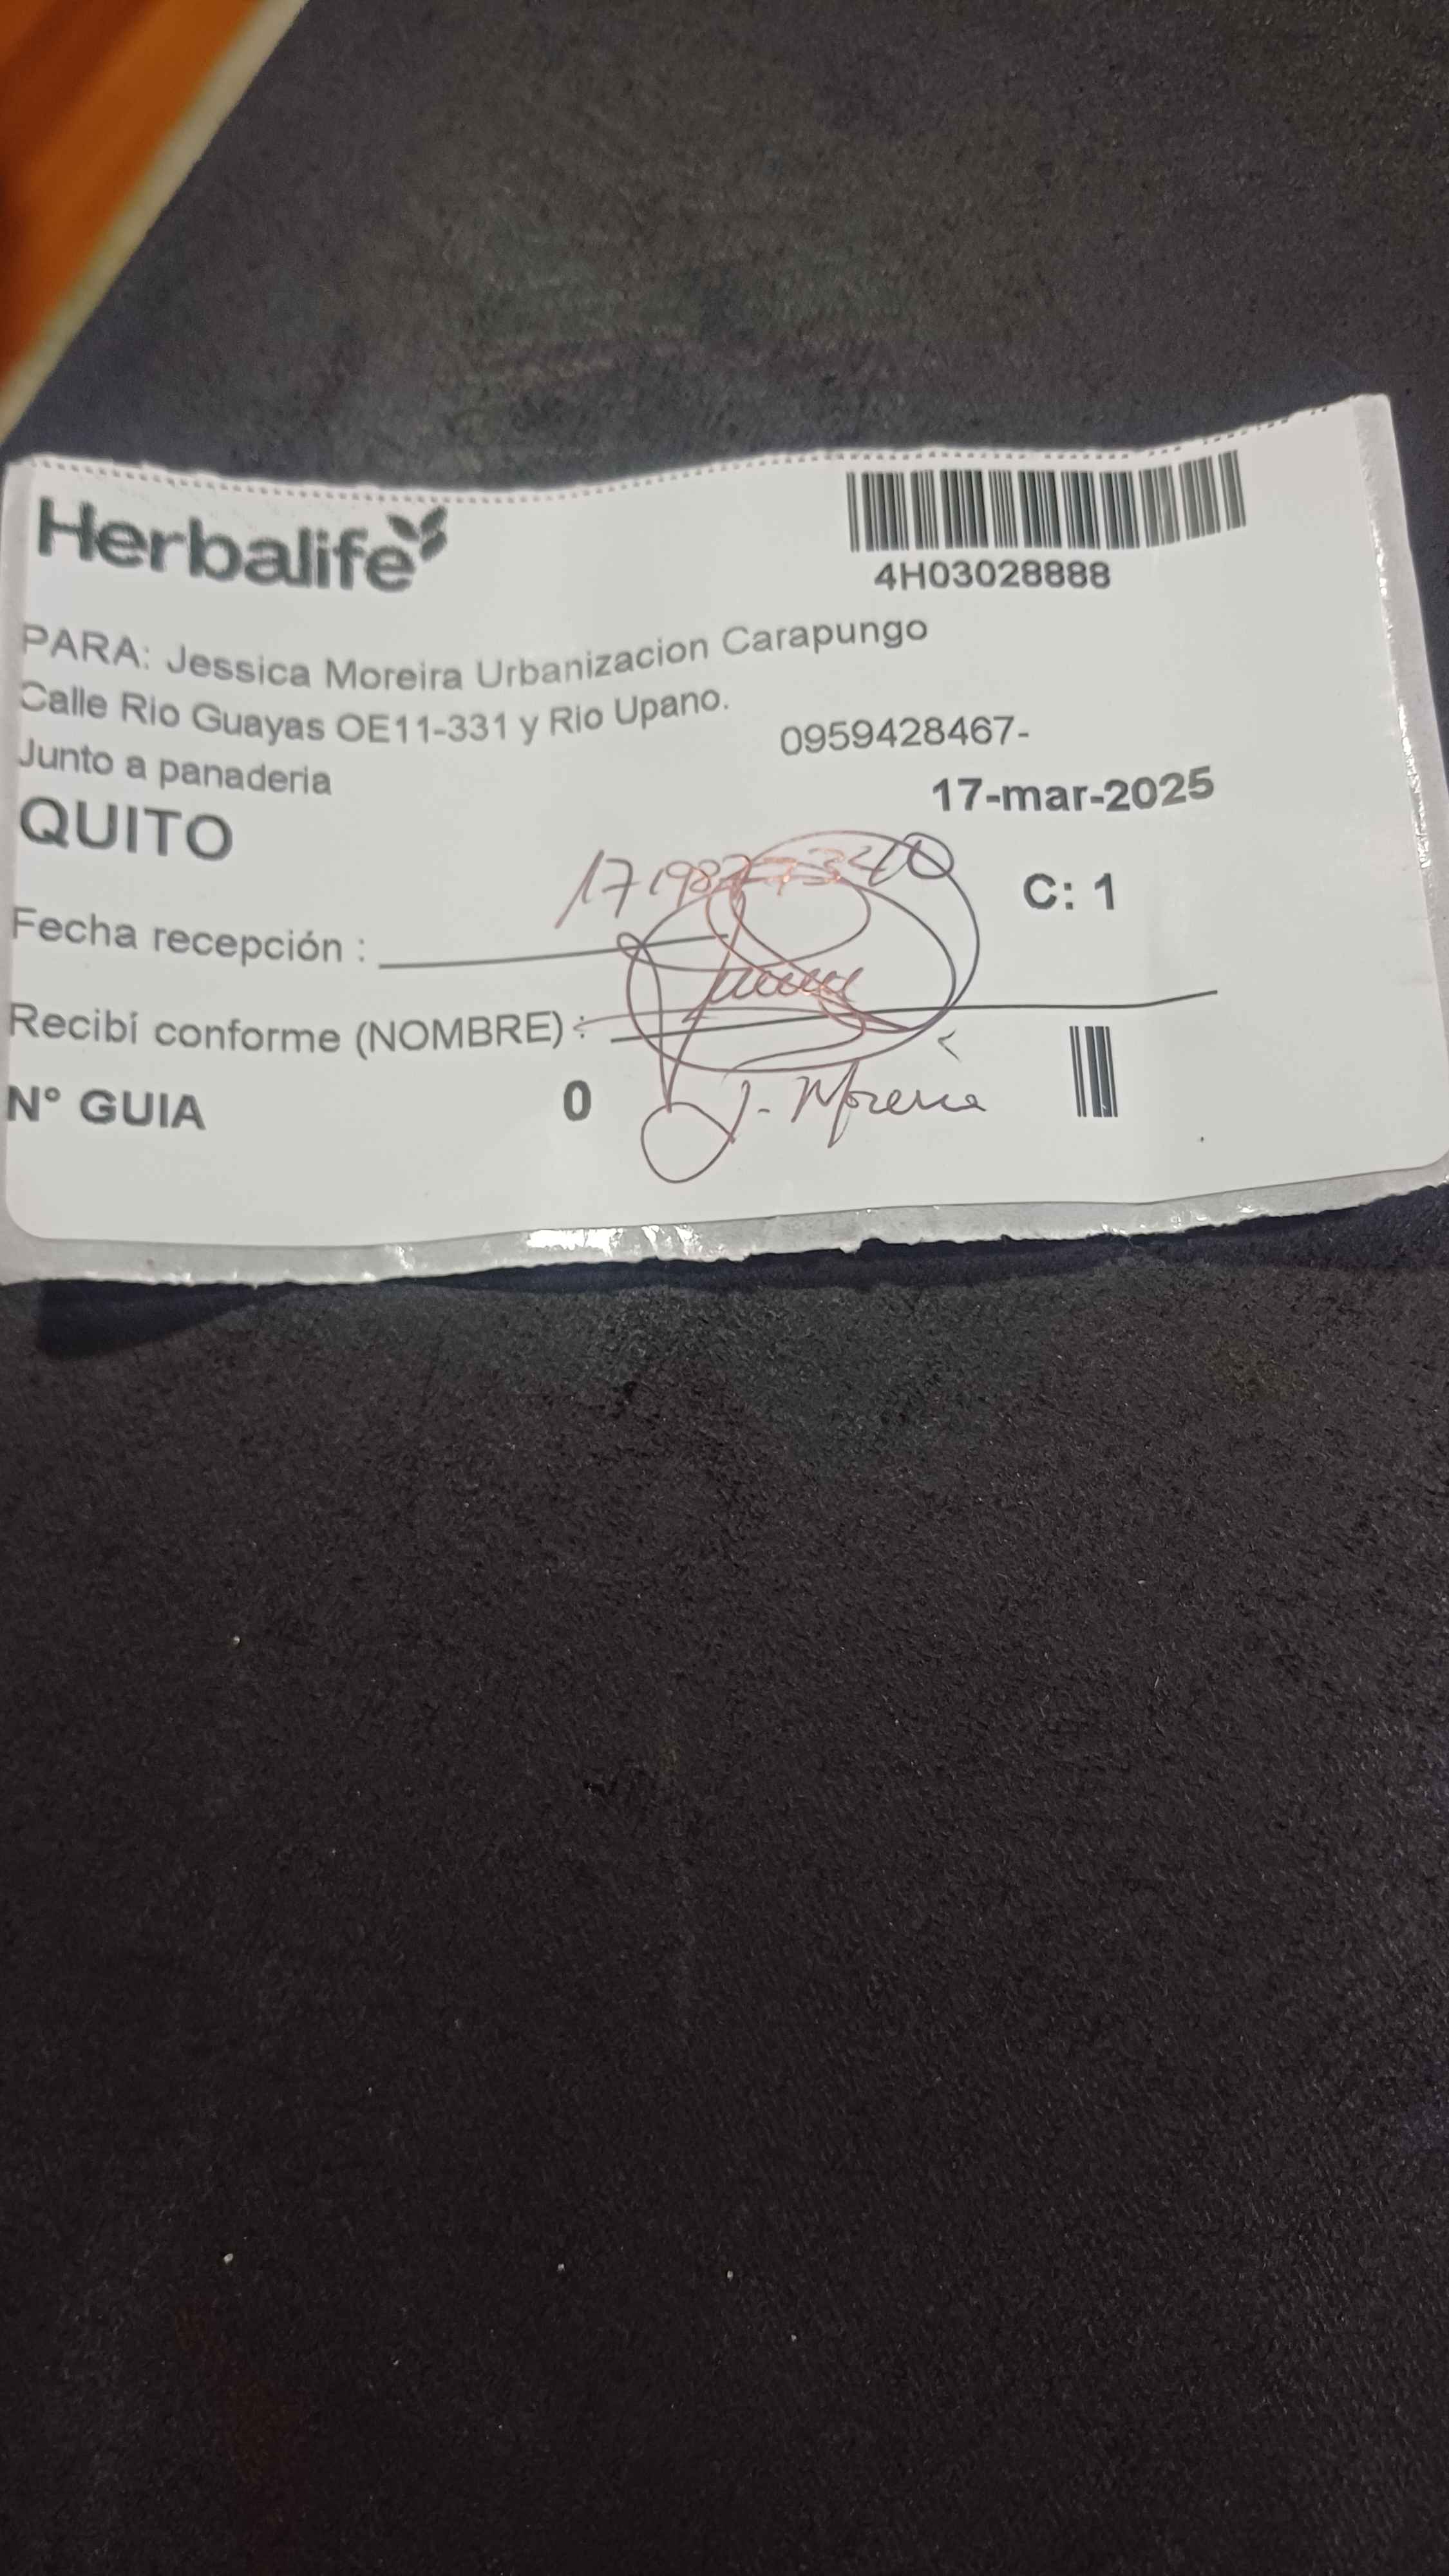 Herbalife
4H03028888
PARA: Jessica Moreira Urbanizacion Carapungo
Calle Rio Guayas OE11-331 y Rio Upano.
Junto a panaderia
0959428467-
17-mar-2025
QUITO
C: 1
Fecha recepción :
Recibí conforme (NOMBRE) :
Nº GUIA 0
J. Moreira